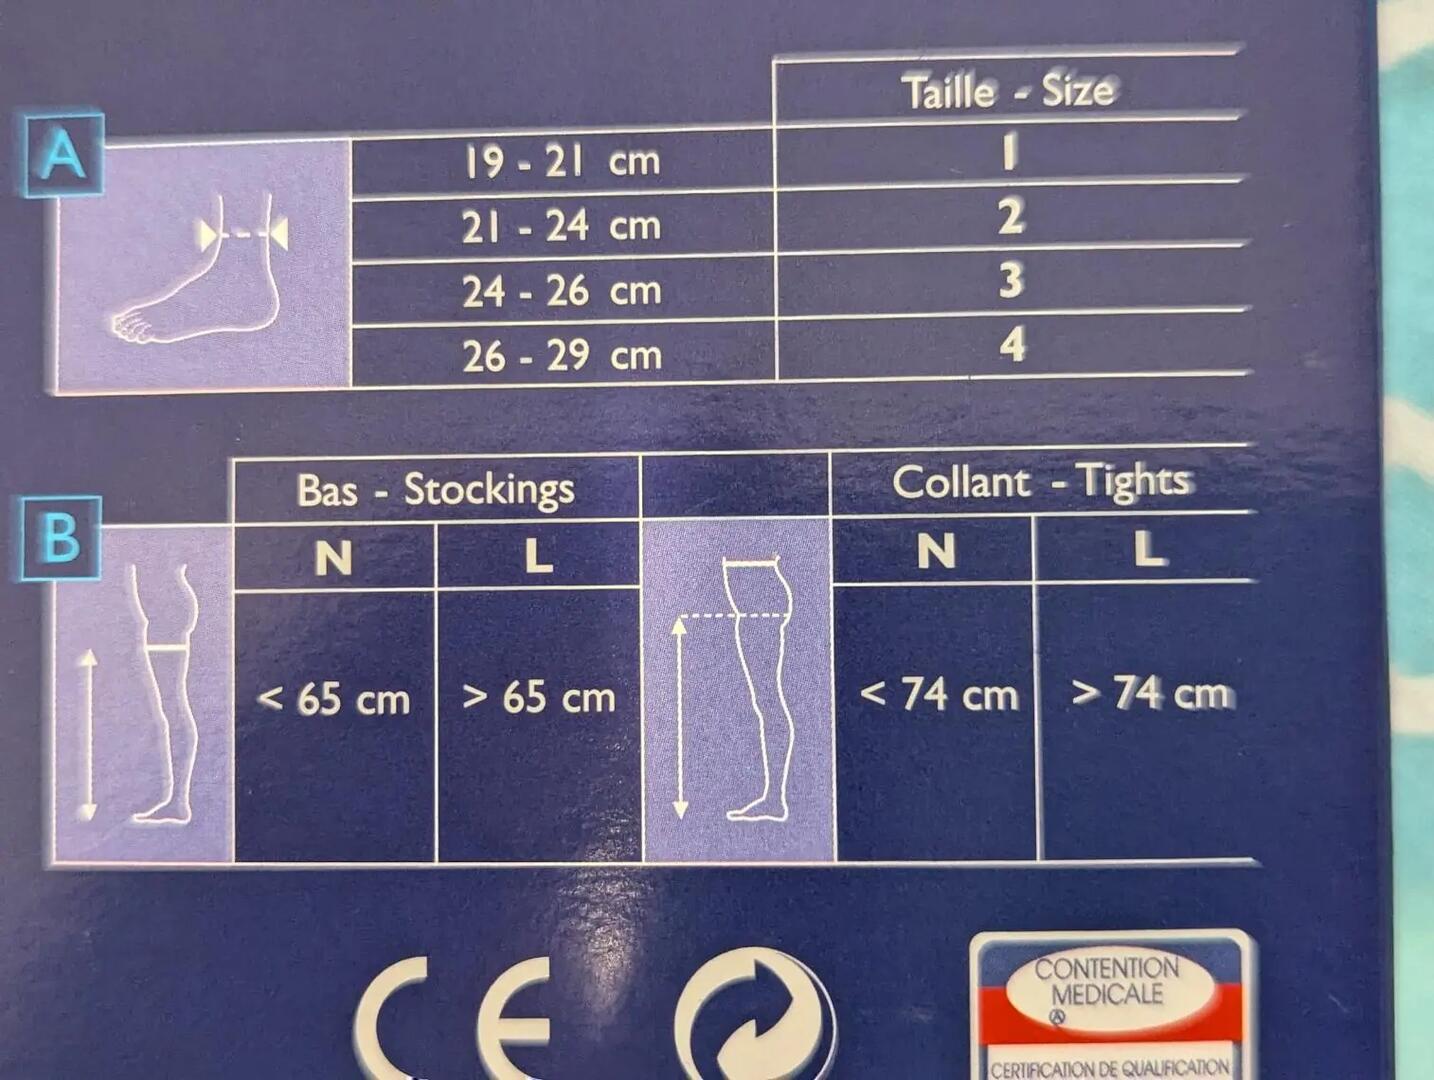 Taille - Size
A
19 - 21 cm 1
21 - 24 cm 2
24 - 26 cm 3
26 - 29 cm 4
Bas - Stockings Collant - Tights
B
N L N L
< 65 cm > 65 cm < 74 cm > 74 cm
CE
CONTENTION
MEDICALE
CERTIFICATION DE QUALIFICATION